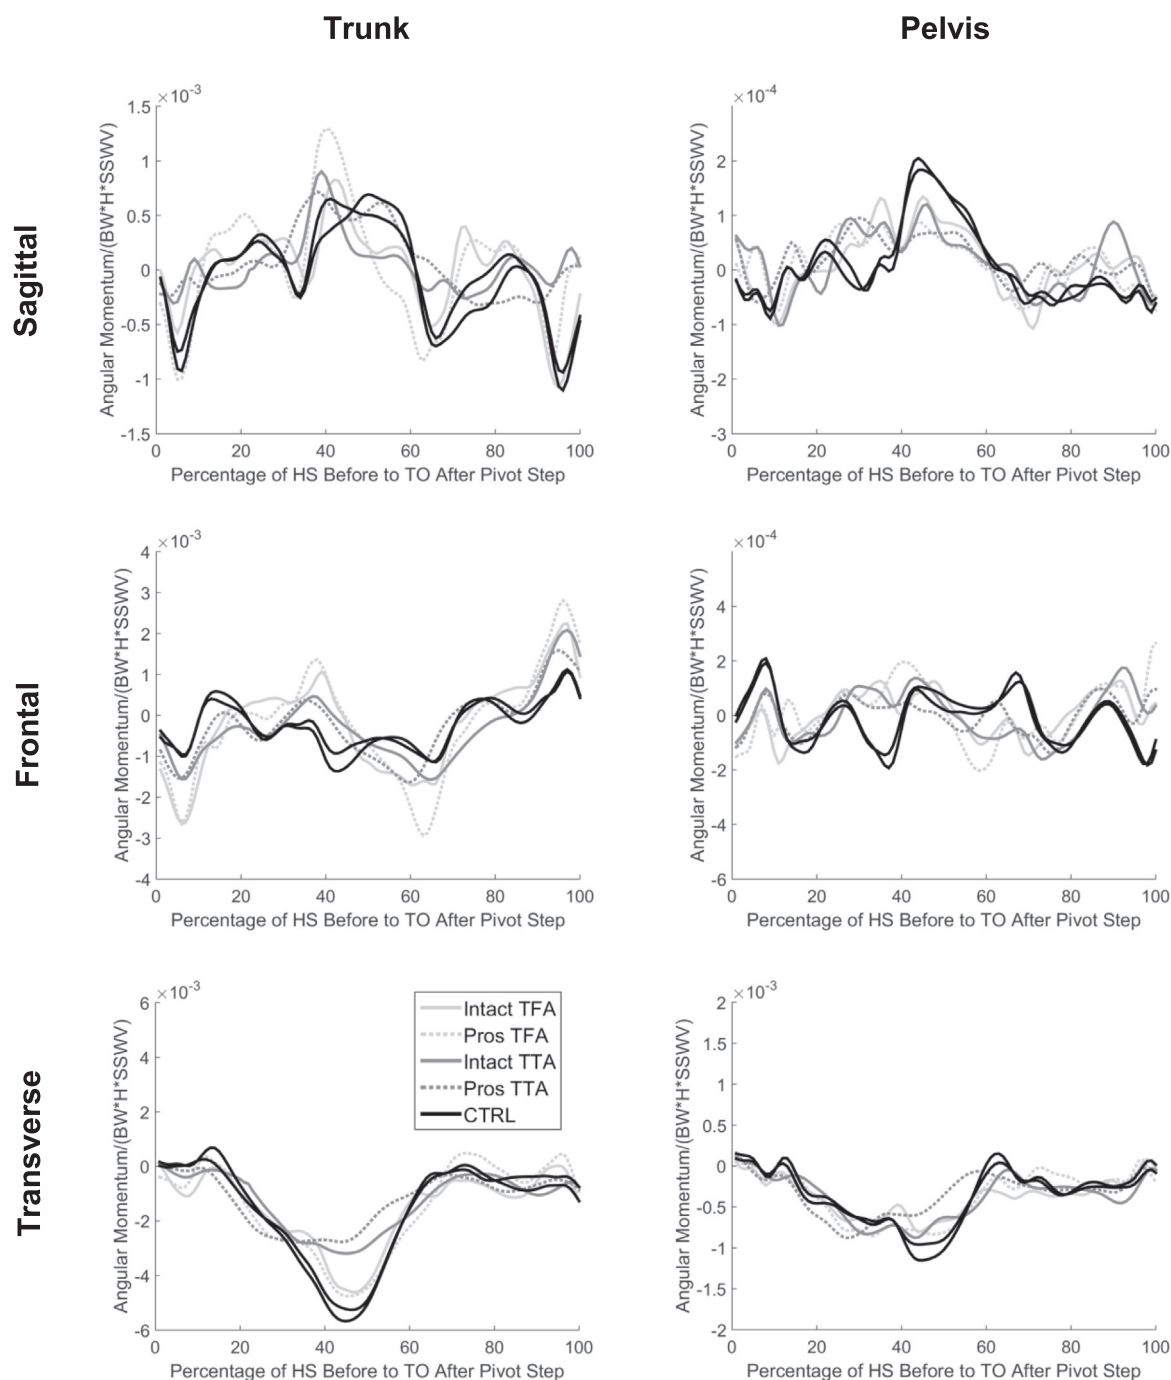 Trunk
Pelvis
Sagittal
×10-3
1.5
1
0.5
0
-0.5
-1
-1.5
Angular Momentum/(BW*H*SSWV)
0 20 40 60 80 100
Percentage of HS Before to TO After Pivot Step
×10-4
2
1
0
-1
-2
-3
Angular Momentum/(BW*H*SSWV)
0 20 40 60 80 100
Percentage of HS Before to TO After Pivot Step
Frontal
×10-3
4
3
2
1
0
-1
-2
-3
-4
Angular Momentum/(BW*H*SSWV)
0 20 40 60 80 100
Percentage of HS Before to TO After Pivot Step
×10-4
4
2
0
-2
-4
-6
Angular Momentum/(BW*H*SSWV)
0 20 40 60 80 100
Percentage of HS Before to TO After Pivot Step
Transverse
×10-3
6
4
2
0
-2
-4
-6
Angular Momentum/(BW*H*SSWV)
Intact TFA
Pros TFA
Intact TTA
Pros TTA
CTRL
0 20 40 60 80 100
Percentage of HS Before to TO After Pivot Step
×10-3
2
1.5
1
0.5
0
-0.5
-1
-1.5
-2
Angular Momentum/(BW*H*SSWV)
0 20 40 60 80 100
Percentage of HS Before to TO After Pivot Step